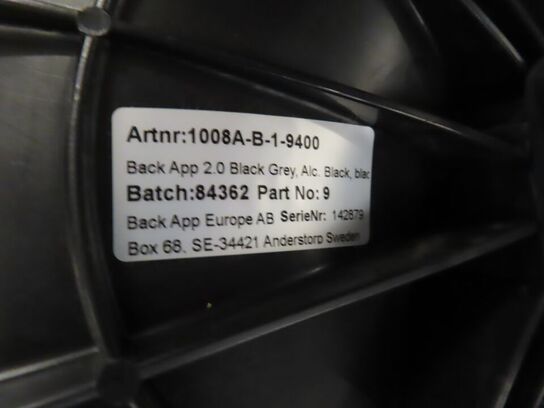 Artnr:1008A-B-1-9400
Back App 2.0 Black Grey, Alc. Black, blac
Batch:84362 Part No: 9
Back App Europe AB SerieNr: 142879
Box 68. SE-34421 Anderstorp Sweden